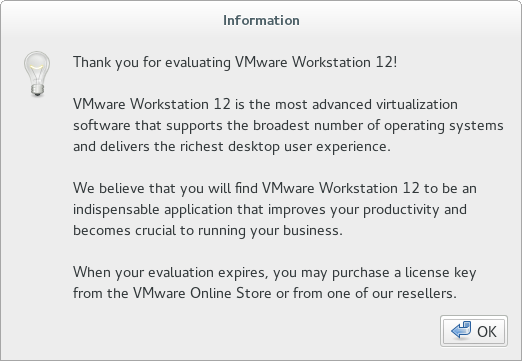 Information
Thank you for evaluating VMware Workstation 12!
VMware Workstation 12 is the most advanced virtualization
software that supports the broadest number of operating systems
and delivers the richest desktop user experience.
We believe that you will find VMware Workstation 12 to be an
indispensable application that improves your productivity and
becomes crucial to running your business.
When your evaluation expires, you may purchase a license key
from the VMware Online Store or from one of our resellers.
OK